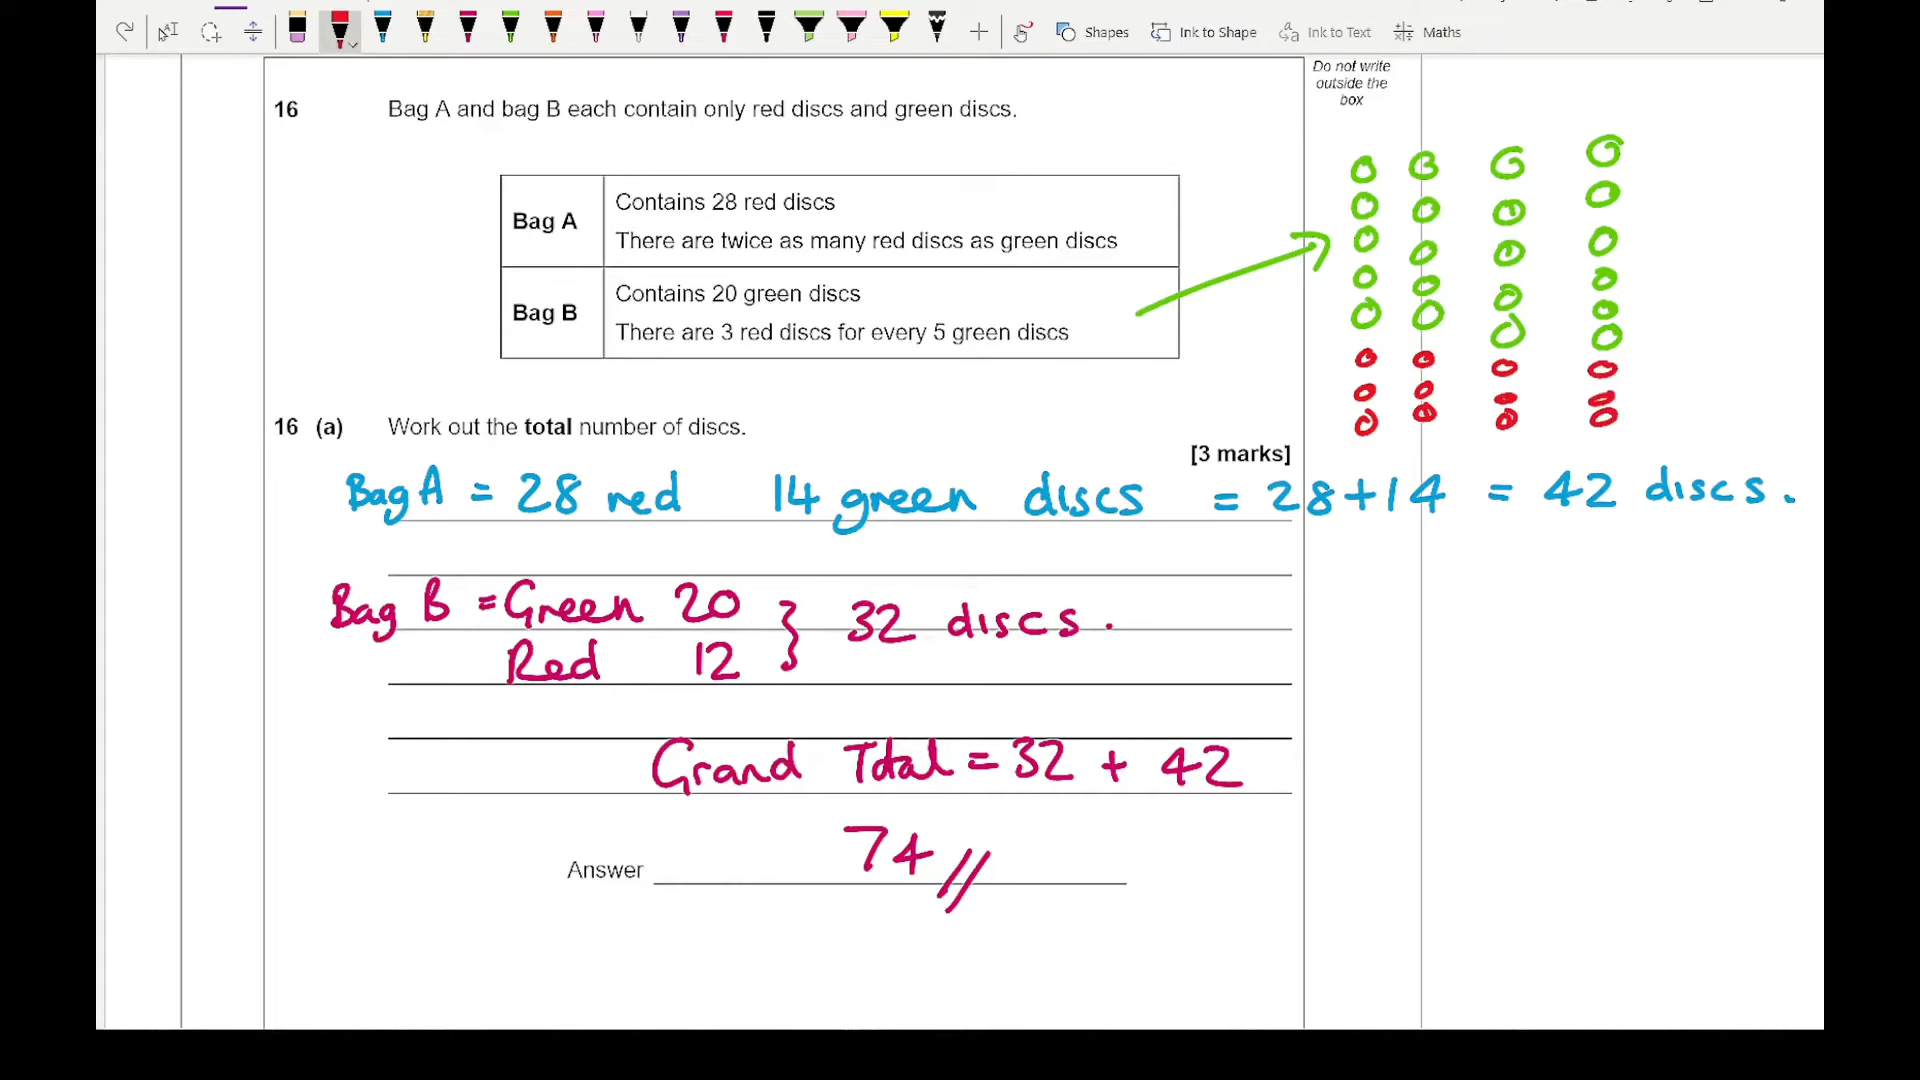 Shapes Ink to Shape Ink to Text Maths
Do not write
outside the
box
16 Bag A and bag B each contain only red discs and green discs.
Bag A
Contains 28 red discs
There are twice as many red discs as green discs
Bag B
Contains 20 green discs
There are 3 red discs for every 5 green discs
16 (a) Work out the total number of discs.
[3 marks]
Bag A = 28 red 14 green discs = 28+14 = 42 discs.
Bag B = Green 20 } 32 discs.
Red 12
Grand Total = 32 + 42
74 //
Answer